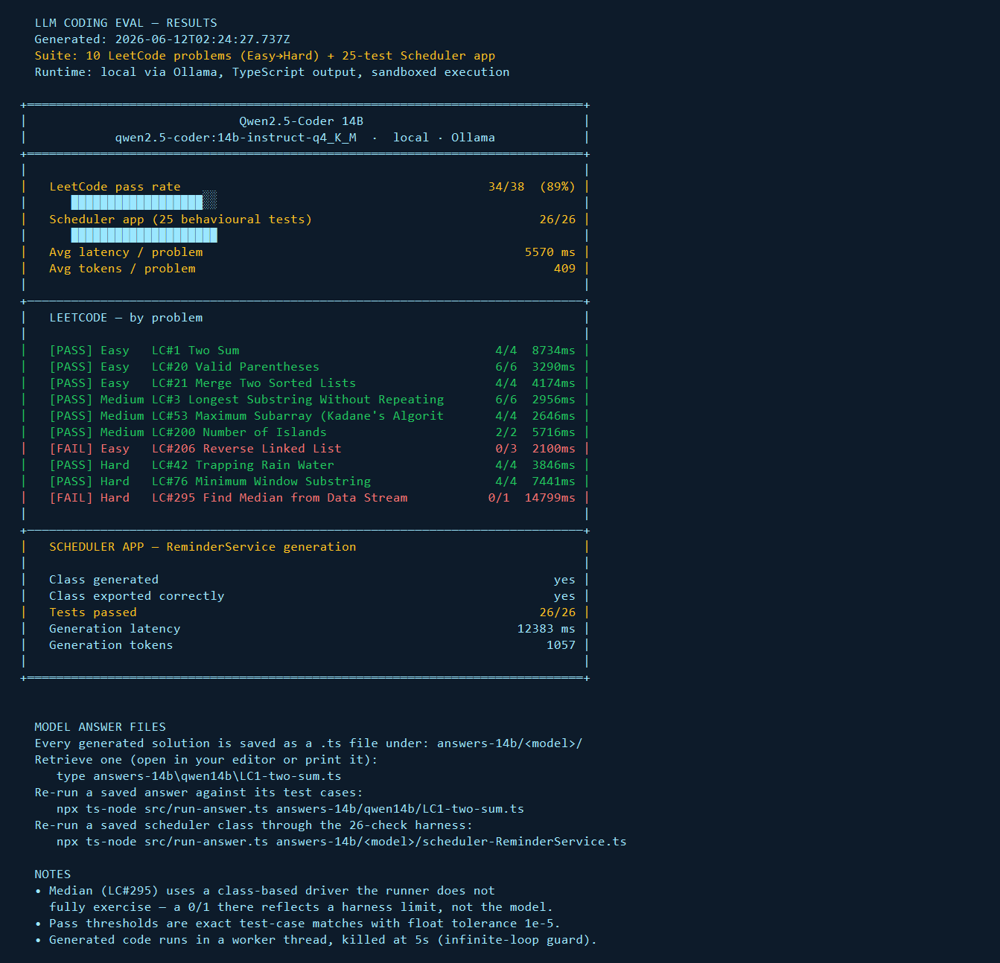 LLM CODING EVAL — RESULTS
Generated: 2026-06-12T02:24:27.737Z
Suite: 10 LeetCode problems (Easy→Hard) + 25-test Scheduler app
Runtime: local via Ollama, TypeScript output, sandboxed execution
Qwen2.5-Coder 14B
qwen2.5-coder:14b-instruct-q4_K_M · local · Ollama
LeetCode pass rate 34/38 (89%)
Scheduler app (25 behavioural tests) 26/26
Avg latency / problem 5570 ms
Avg tokens / problem 409
LEETCODE — by problem
[PASS] Easy LC#1 Two Sum 4/4 8734ms
[PASS] Easy LC#20 Valid Parentheses 6/6 3290ms
[PASS] Easy LC#21 Merge Two Sorted Lists 4/4 4174ms
[PASS] Medium LC#3 Longest Substring Without Repeating 6/6 2956ms
[PASS] Medium LC#53 Maximum Subarray (Kadane's Algorit 4/4 2646ms
[PASS] Medium LC#200 Number of Islands 2/2 5716ms
[FAIL] Easy LC#206 Reverse Linked List 0/3 2100ms
[PASS] Hard LC#42 Trapping Rain Water 4/4 3846ms
[PASS] Hard LC#76 Minimum Window Substring 4/4 7441ms
[FAIL] Hard LC#295 Find Median from Data Stream 0/1 14799ms
SCHEDULER APP — ReminderService generation
Class generated yes
Class exported correctly yes
Tests passed 26/26
Generation latency 12383 ms
Generation tokens 1057
MODEL ANSWER FILES
Every generated solution is saved as a .ts file under: answers-14b/<model>/
Retrieve one (open in your editor or print it):
type answers-14b\qwen14b\LC1-two-sum.ts
Re-run a saved answer against its test cases:
npx ts-node src/run-answer.ts answers-14b/qwen14b/LC1-two-sum.ts
Re-run a saved scheduler class through the 26-check harness:
npx ts-node src/run-answer.ts answers-14b/<model>/scheduler-ReminderService.ts
NOTES
• Median (LC#295) uses a class-based driver the runner does not
fully exercise — a 0/1 there reflects a harness limit, not the model.
• Pass thresholds are exact test-case matches with float tolerance 1e-5.
• Generated code runs in a worker thread, killed at 5s (infinite-loop guard).